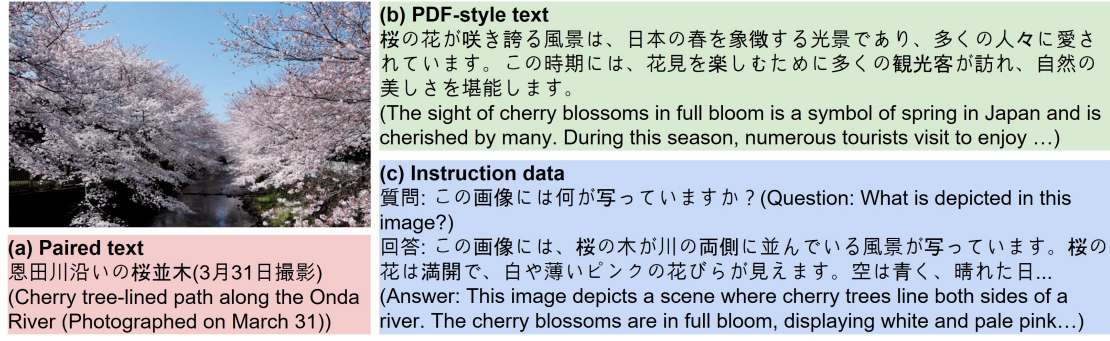 (a) Paired text
恩田川沿いの桜並木(3月31日撮影)
(Cherry tree-lined path along the Onda
River (Photographed on March 31))
(b) PDF-style text
桜の花が咲き誇る風景は、日本の春を象徴する光景であり、多くの人々に愛さ
れています。この時期には、花見を楽しむために多くの観光客が訪れ、自然の
美しさを堪能します。
(The sight of cherry blossoms in full bloom is a symbol of spring in Japan and is
cherished by many. During this season, numerous tourists visit to enjoy …)
(c) Instruction data
質問: この画像には何が写っていますか？(Question: What is depicted in this
image?)
回答: この画像には、桜の木が川の両側に並んでいる風景が写っています。桜の
花は満開で、白や薄いピンクの花びらが見えます。空は青く、晴れた日...
(Answer: This image depicts a scene where cherry trees line both sides of a
river. The cherry blossoms are in full bloom, displaying white and pale pink…)